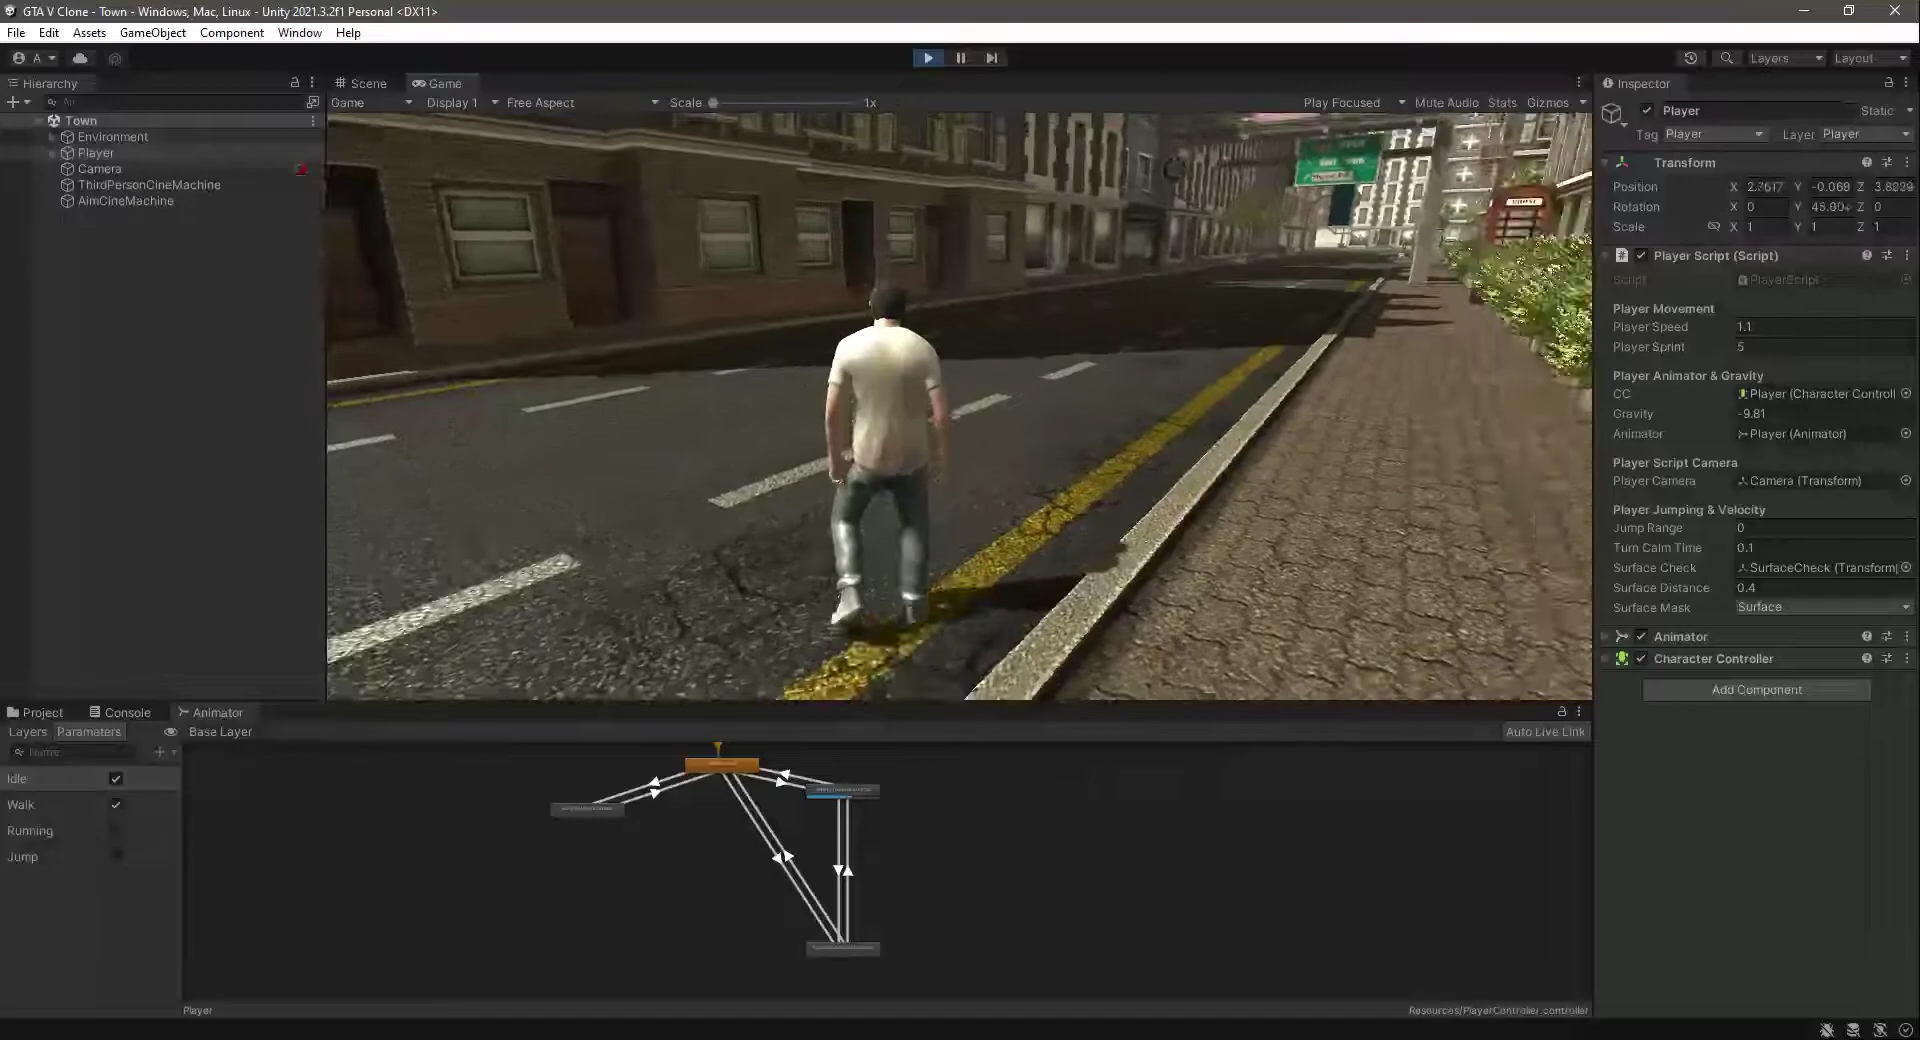 GTA V Clone - Town - Windows, Mac, Linux - Unity 2021.3.2f1 Personal <DX11>
File Edit Assets GameObject Component Window Help
A Layers Layout
Hierarchy
All
Town
Environment
Player
Camera
ThirdPersonCineMachine
AimCineMachine
Scene Game
Game Display 1 Free Aspect Scale 1x Play Focused Mute Audio Stats Gizmos
Inspector
Player Static
Tag Player Layer Player
Transform
Position X Y -0.069 Z
Rotation X 0 Y Z 0
Scale X 1 Y 1 Z 1
Player Script (Script)
Script PlayerScript
Player Movement
Player Speed 1.1
Player Sprint 5
Player Animator & Gravity
CC Player (Character Controll
Gravity -9.81
Animator Player (Animator)
Player Script Camera
Player Camera Camera (Transform)
Player Jumping & Velocity
Jump Range 0
Turn Calm Time 0.1
Surface Check SurfaceCheck (Transform)
Surface Distance 0.4
Surface Mask Surface
Animator
Character Controller
Add Component
Project Console Animator
Layers Parameters Base Layer Auto Live Link
Name
Idle
Walk
Running
Jump
Player Resources/PlayerController.controller